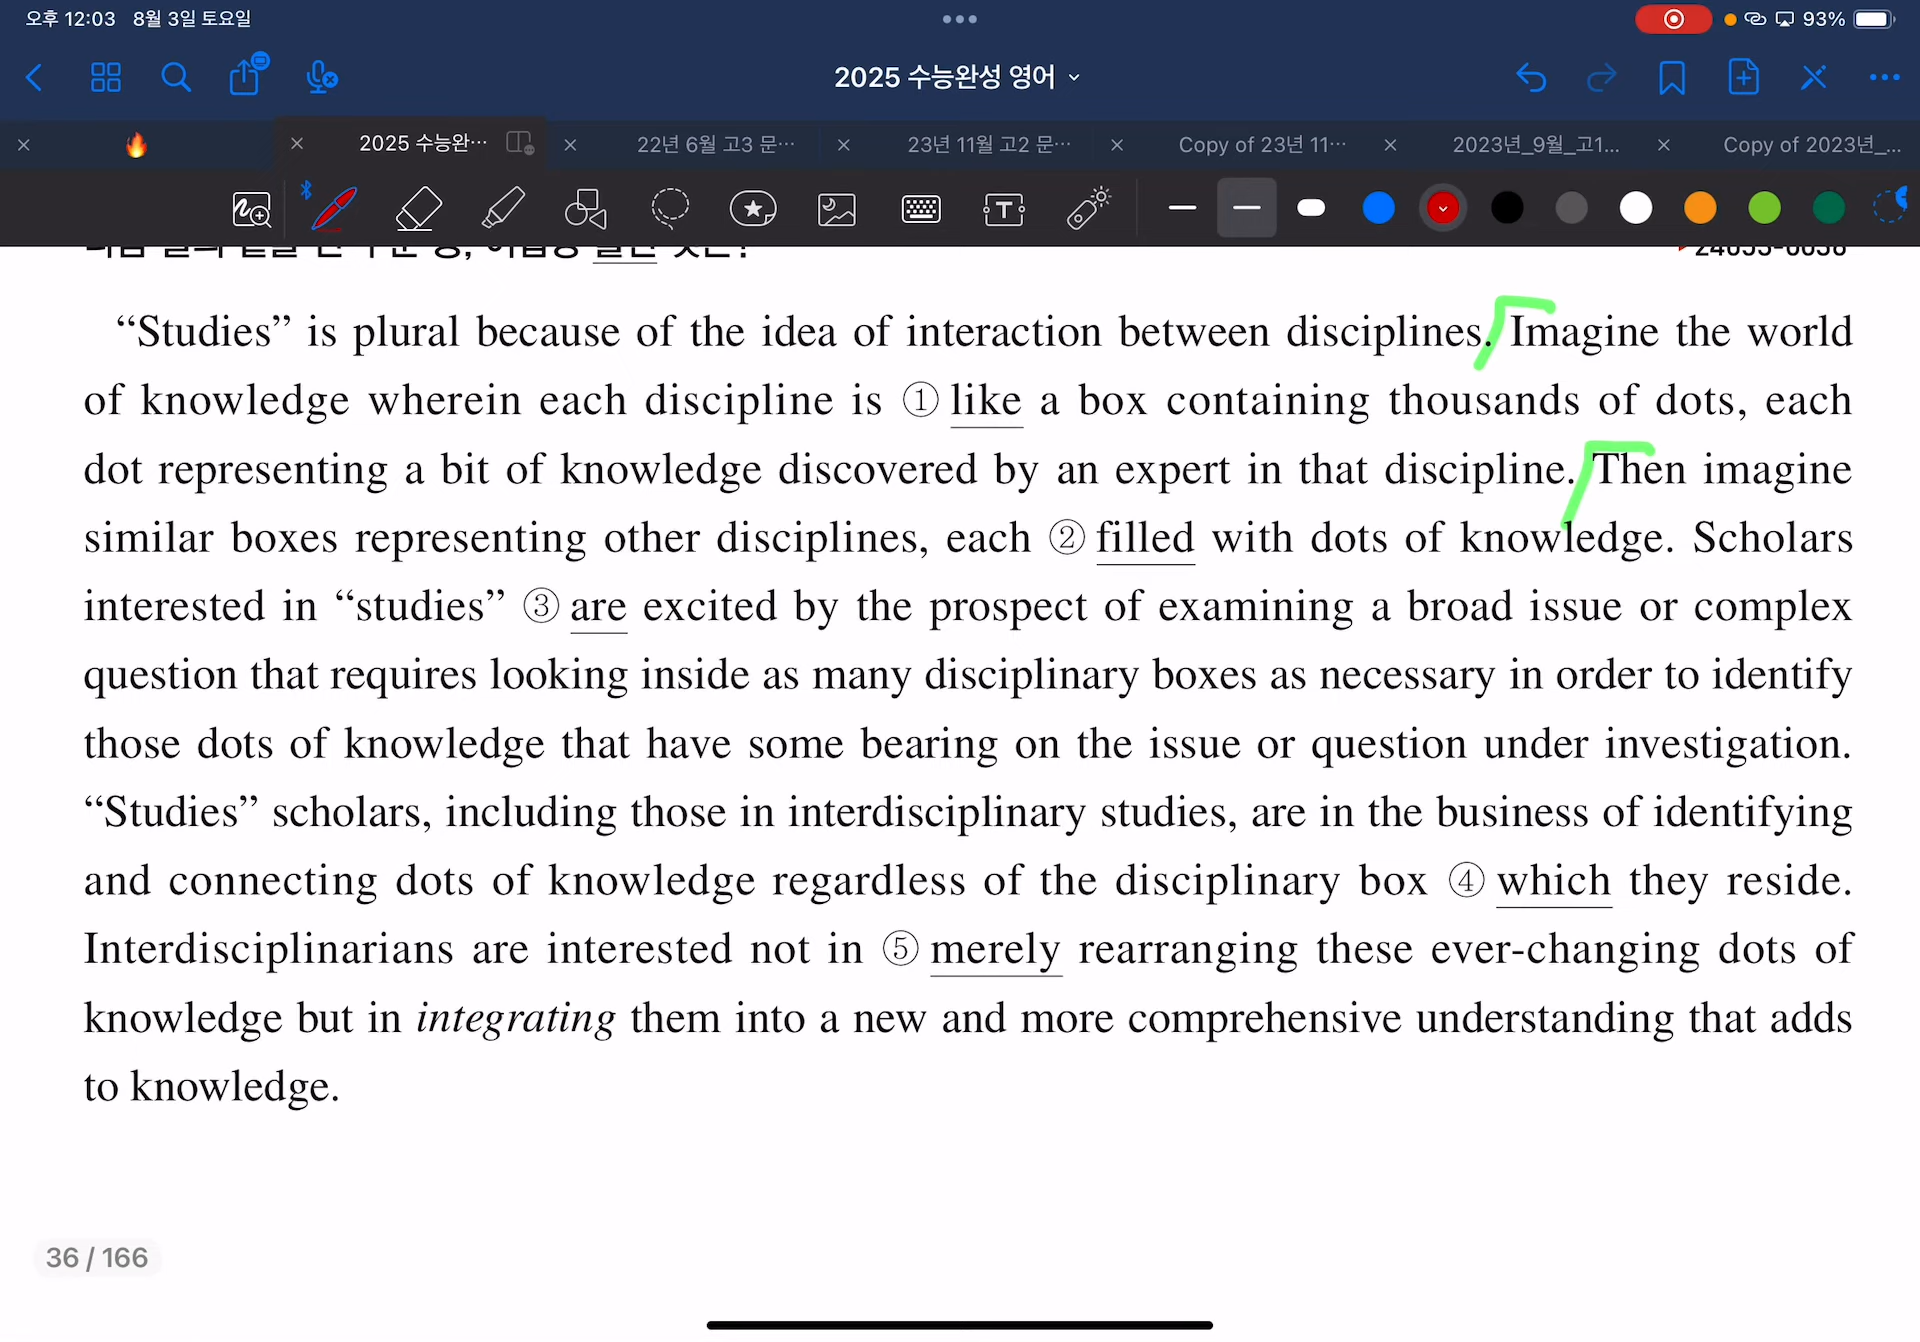 오후 12:03 8월 3일 토요일
93%
2025 수능완성 영어
2025 수능완···
22년 6월 고3 문···
23년 11월 고2 문···
Copy of 23년 11···
2023년_9월_고1...
Copy of 2023년_...
“Studies” is plural because of the idea of interaction between disciplines. Imagine the world
of knowledge wherein each discipline is ① like a box containing thousands of dots, each
dot representing a bit of knowledge discovered by an expert in that discipline. Then imagine
similar boxes representing other disciplines, each ② filled with dots of knowledge. Scholars
interested in “studies” ③ are excited by the prospect of examining a broad issue or complex
question that requires looking inside as many disciplinary boxes as necessary in order to identify
those dots of knowledge that have some bearing on the issue or question under investigation.
“Studies” scholars, including those in interdisciplinary studies, are in the business of identifying
and connecting dots of knowledge regardless of the disciplinary box ④ which they reside.
Interdisciplinarians are interested not in ⑤ merely rearranging these ever-changing dots of
knowledge but in integrating them into a new and more comprehensive understanding that adds
to knowledge.
36 / 166